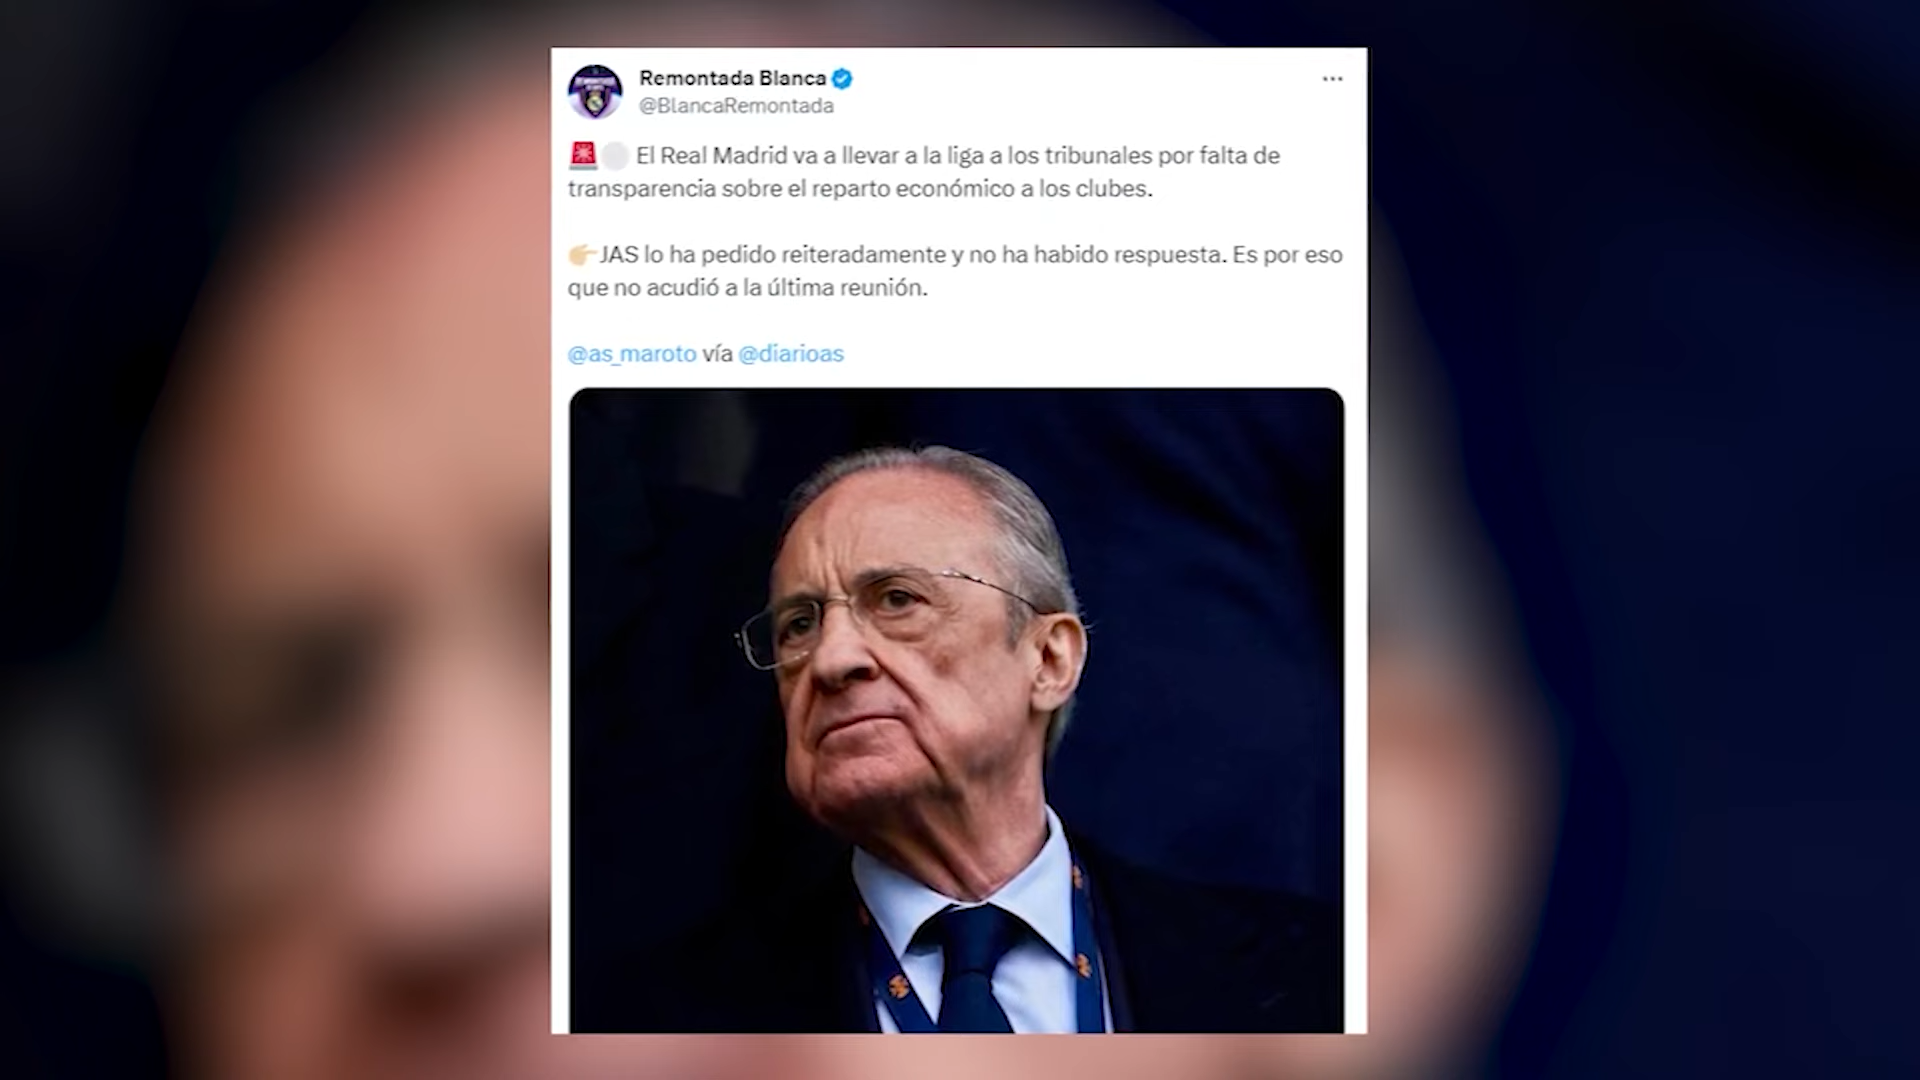 Remontada Blanca
@BlancaRemontada
El Real Madrid va a llevar a la liga a los tribunales por falta de
transparencia sobre el reparto económico a los clubes.
JAS lo ha pedido reiteradamente y no ha habido respuesta. Es por eso
que no acudió a la última reunión.
@as_maroto vía @diarioas